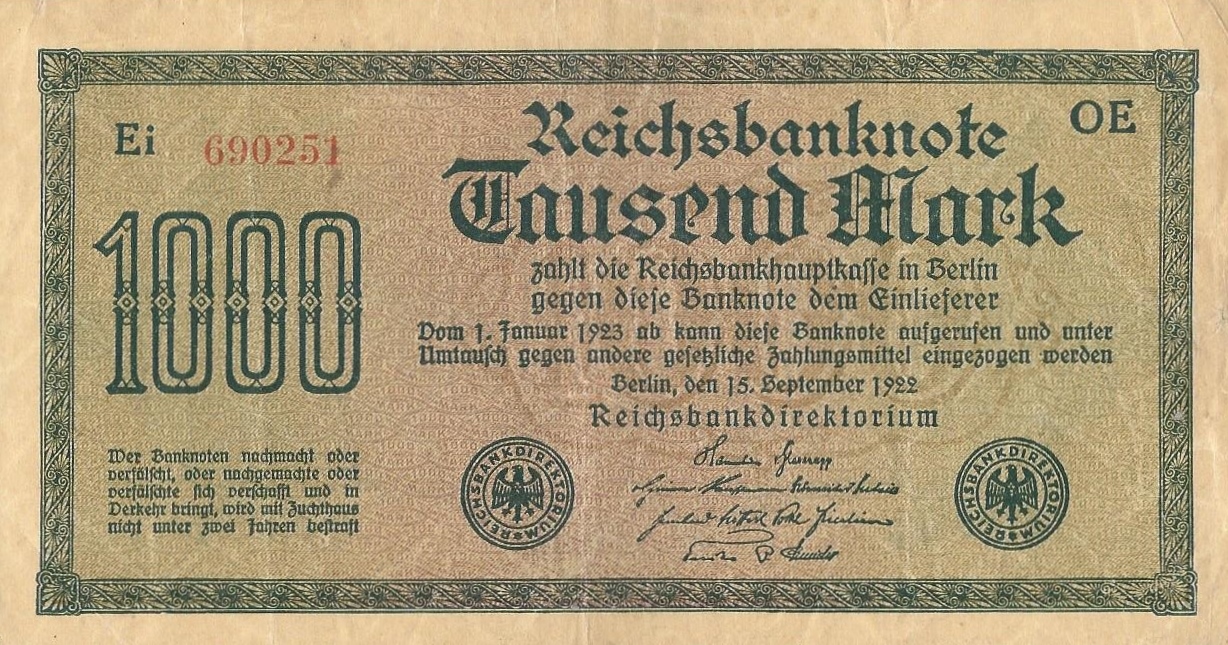 Ei 690251
OE
Reichsbanknote
Tausend Mark
1000
zahlt die Reichsbankhauptkasse in Berlin
gegen diese Banknote dem Einlieferer
Vom 1. Januar 1923 ab kann diese Banknote aufgerufen und unter
Umtausch gegen andere gesetzliche Zahlungsmittel eingezogen werden
Berlin, den 15. September 1922
Reichsbankdirektorium
Wer Banknoten nachmacht oder
verfälscht, oder nachgemachte oder
verfälschte sich verschafft und in
Verkehr bringt, wird mit Zuchthaus
nicht unter zwei Jahren bestraft
REICHSBANKDIREKTORIUM
REICHSBANKDIREKTORIUM